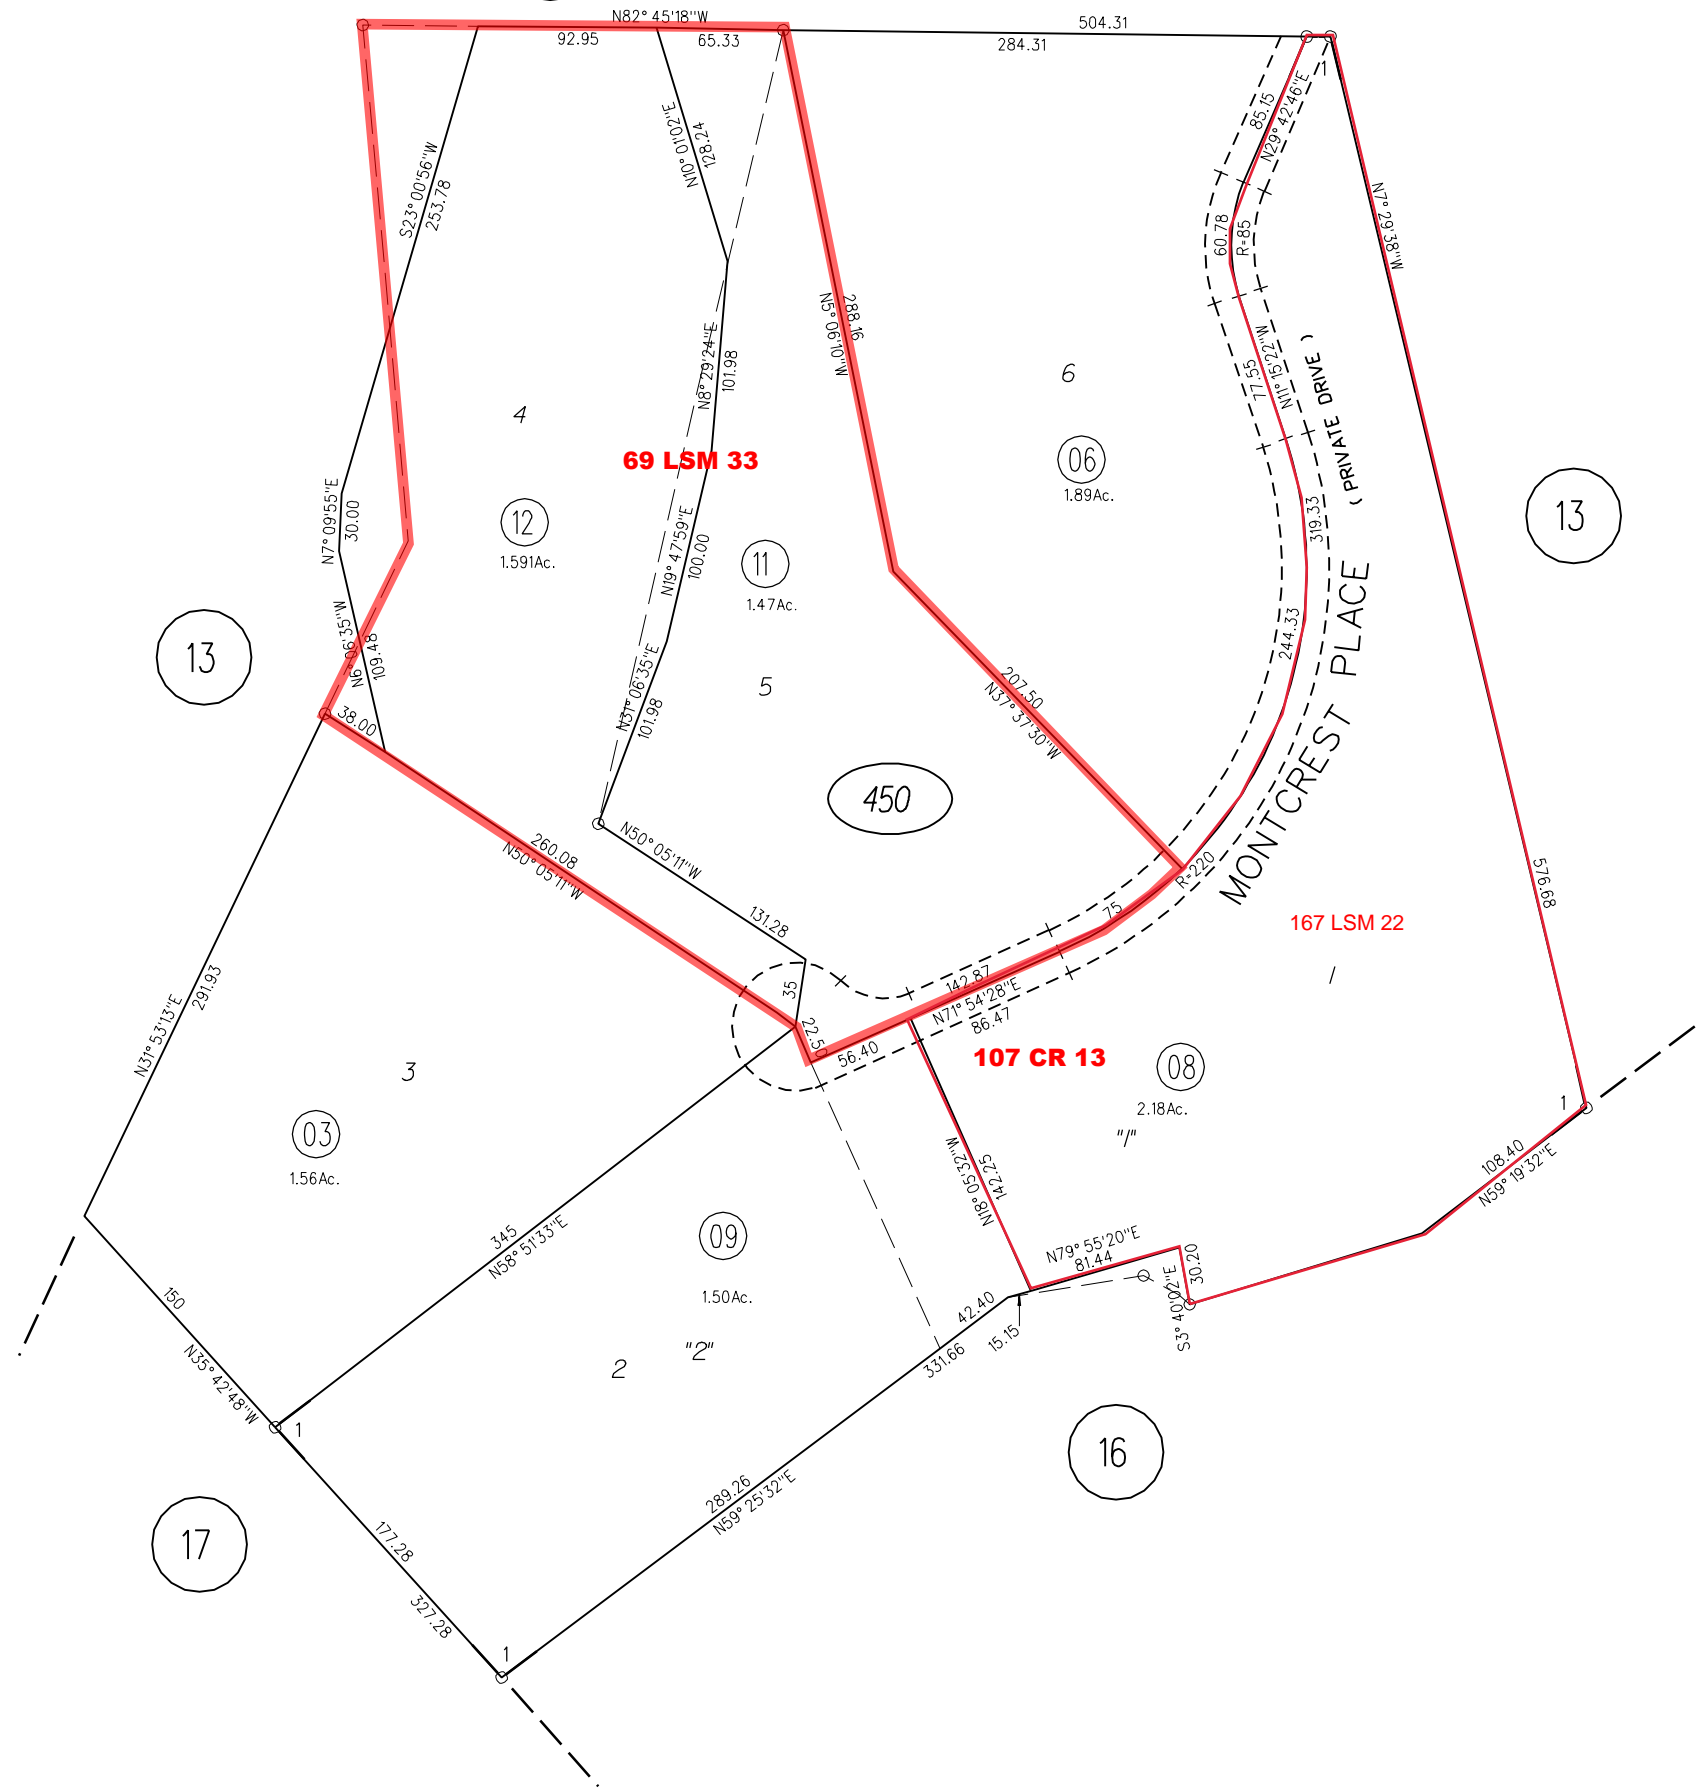 N82° 45'18"W
92.95
65.33
504.31
284.31
1
85.15
N29° 42'46"E
S23° 00'56"W
253.78
N10° 01'02"E
128.24
60.78
R=85
N7° 29'38"W
288.16
N5° 06'10"W
N8° 29'24"E
101.98
77.55
N11° 15'22"W
( PRIVATE DRIVE )
6
06
1.89Ac.
4
69 LSM 33
12
1.591Ac.
11
1.47Ac.
N7° 09'55"E
30.00
N19° 47'59"E
100.00
319.33
13
13
N6° 06'35"W
109.48
38.00
N31° 06'35"E
101.98
5
244.33
207.50
N37° 37'30"W
450
MONTCREST PLACE
260.08
N50° 05'11"W
N50° 05'11"W
131.28
R=220
75
576.68
167 LSM 22
1
N31° 53'13"E
291.93
35
22.50
142.87
N71° 54'28"E
86.47
56.40
107 CR 13
08
2.18Ac.
"1"
1
3
03
1.56Ac.
N18° 05'32"W
142.25
108.40
N59° 19'32"E
345
N58° 51'33"E
09
1.50Ac.
N79° 55'20"E
81.44
30.20
S3° 40'02"E
42.40
15.15
331.66
150
N35° 42'48"W
2
"2"
1
16
289.26
N59° 25'32"E
17
177.28
327.28
1